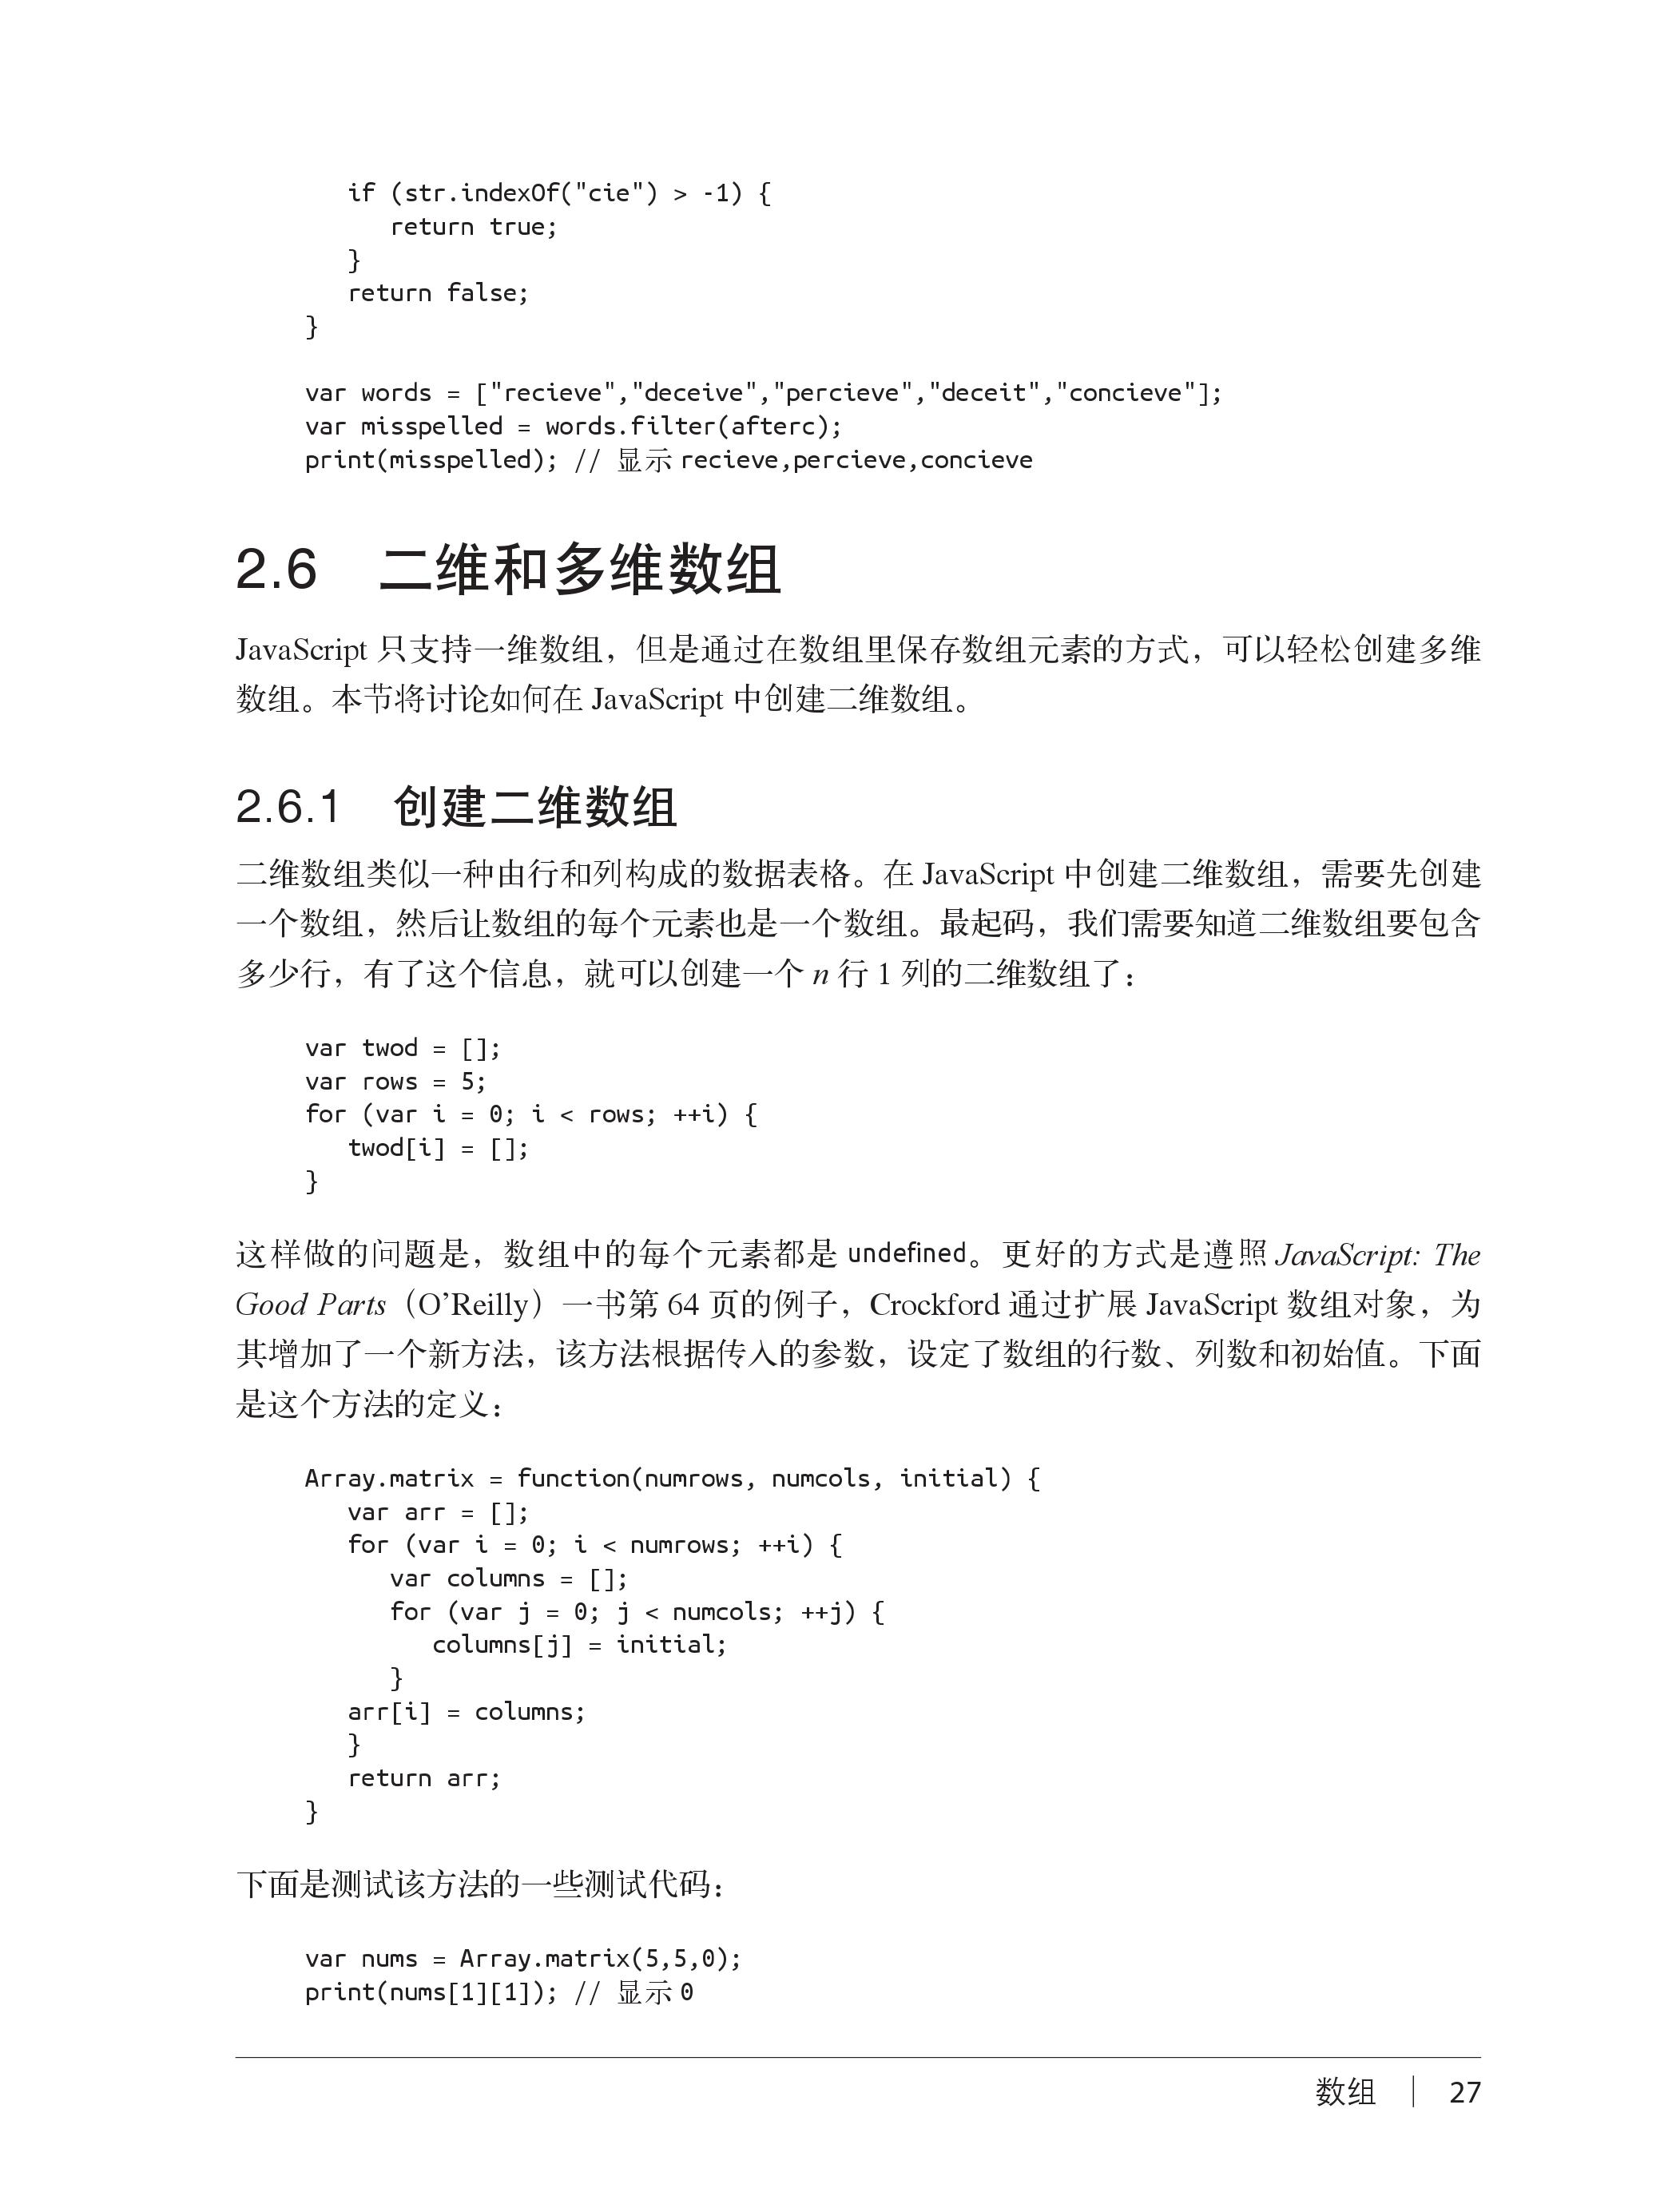 if (str.indexOf("cie") > -1) {
      return true;
   }
   return false;
}
var words = ["recieve","deceive","percieve","deceit","concieve"];
var misspelled = words.filter(afterc);
print(misspelled); // 显示 recieve,percieve,concieve
2.6 二维和多维数组
JavaScript 只支持一维数组，但是通过在数组里保存数组元素的方式，可以轻松创建多维
数组。本节将讨论如何在 JavaScript 中创建二维数组。
2.6.1 创建二维数组
二维数组类似一种由行和列构成的数据表格。在 JavaScript 中创建二维数组，需要先创建
一个数组，然后让数组的每个元素也是一个数组。最起码，我们需要知道二维数组要包含
多少行，有了这个信息，就可以创建一个 n 行 1 列的二维数组了：
var twod = [];
var rows = 5;
for (var i = 0; i < rows; ++i) {
   twod[i] = [];
}
这样做的问题是，数组中的每个元素都是 undefined。更好的方式是遵照 JavaScript: The
Good Parts（O’Reilly）一书第 64 页的例子，Crockford 通过扩展 JavaScript 数组对象，为
其增加了一个新方法，该方法根据传入的参数，设定了数组的行数、列数和初始值。下面
是这个方法的定义：
Array.matrix = function(numrows, numcols, initial) {
   var arr = [];
   for (var i = 0; i < numrows; ++i) {
      var columns = [];
      for (var j = 0; j < numcols; ++j) {
         columns[j] = initial;
      }
   arr[i] = columns;
   }
   return arr;
}
下面是测试该方法的一些测试代码：
var nums = Array.matrix(5,5,0);
print(nums[1][1]); // 显示 0
数组 | 27